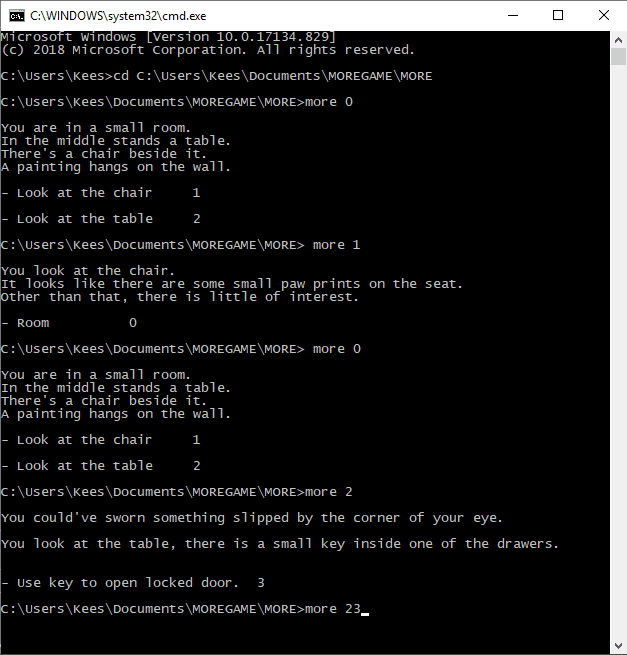 C:\WINDOWS\system32\cmd.exe
Microsoft Windows [Version 10.0.17134.829]
(c) 2018 Microsoft Corporation. All rights reserved.
C:\Users\Kees>cd C:\Users\Kees\Documents\MOREGAME\MORE
C:\Users\Kees\Documents\MOREGAME\MORE>more 0
You are in a small room.
In the middle stands a table.
There's a chair beside it.
A painting hangs on the wall.
- Look at the chair     1
- Look at the table     2
C:\Users\Kees\Documents\MOREGAME\MORE> more 1
You look at the chair.
It looks like there are some small paw prints on the seat.
Other than that, there is little of interest.
- Room          0
C:\Users\Kees\Documents\MOREGAME\MORE> more 0
You are in a small room.
In the middle stands a table.
There's a chair beside it.
A painting hangs on the wall.
- Look at the chair     1
- Look at the table     2
C:\Users\Kees\Documents\MOREGAME\MORE>more 2
You could've sworn something slipped by the corner of your eye.
You look at the table, there is a small key inside one of the drawers.
- Use key to open locked door.  3
C:\Users\Kees\Documents\MOREGAME\MORE>more 23